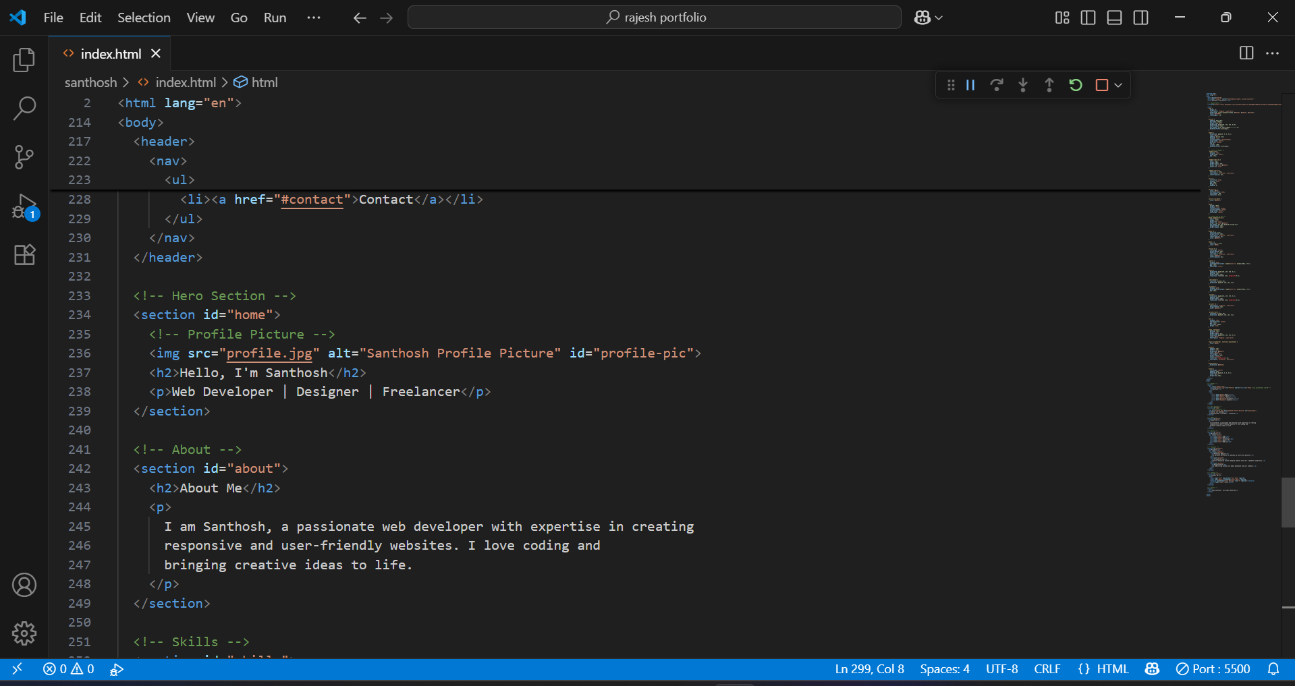 File Edit Selection View Go Run ··· rajesh portfolio
index.html
santhosh > index.html > html
2 <html lang="en">
214 <body>
217 <header>
222 <nav>
223 <ul>
228 <li><a href="#contact">Contact</a></li>
229 </ul>
230 </nav>
231 </header>
232
233 <!-- Hero Section -->
234 <section id="home">
235 <!-- Profile Picture -->
236 <img src="profile.jpg" alt="Santhosh Profile Picture" id="profile-pic">
237 <h2>Hello, I'm Santhosh</h2>
238 <p>Web Developer | Designer | Freelancer</p>
239 </section>
240
241 <!-- About -->
242 <section id="about">
243 <h2>About Me</h2>
244 <p>
245 I am Santhosh, a passionate web developer with expertise in creating
246 responsive and user-friendly websites. I love coding and
247 bringing creative ideas to life.
248 </p>
249 </section>
250
251 <!-- Skills -->
1
0 0 Ln 299, Col 8 Spaces: 4 UTF-8 CRLF {} HTML Port : 5500